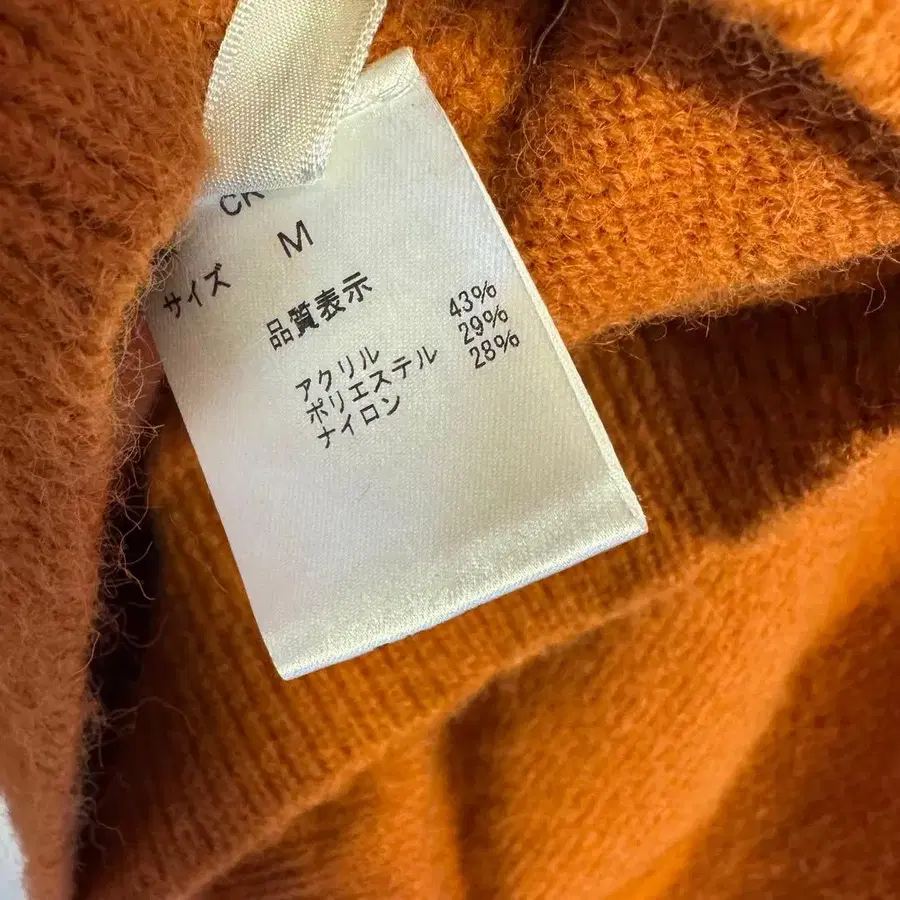 CK
サイズ M
品質表示
アクリル 43%
ポリエステル 29%
ナイロン 28%